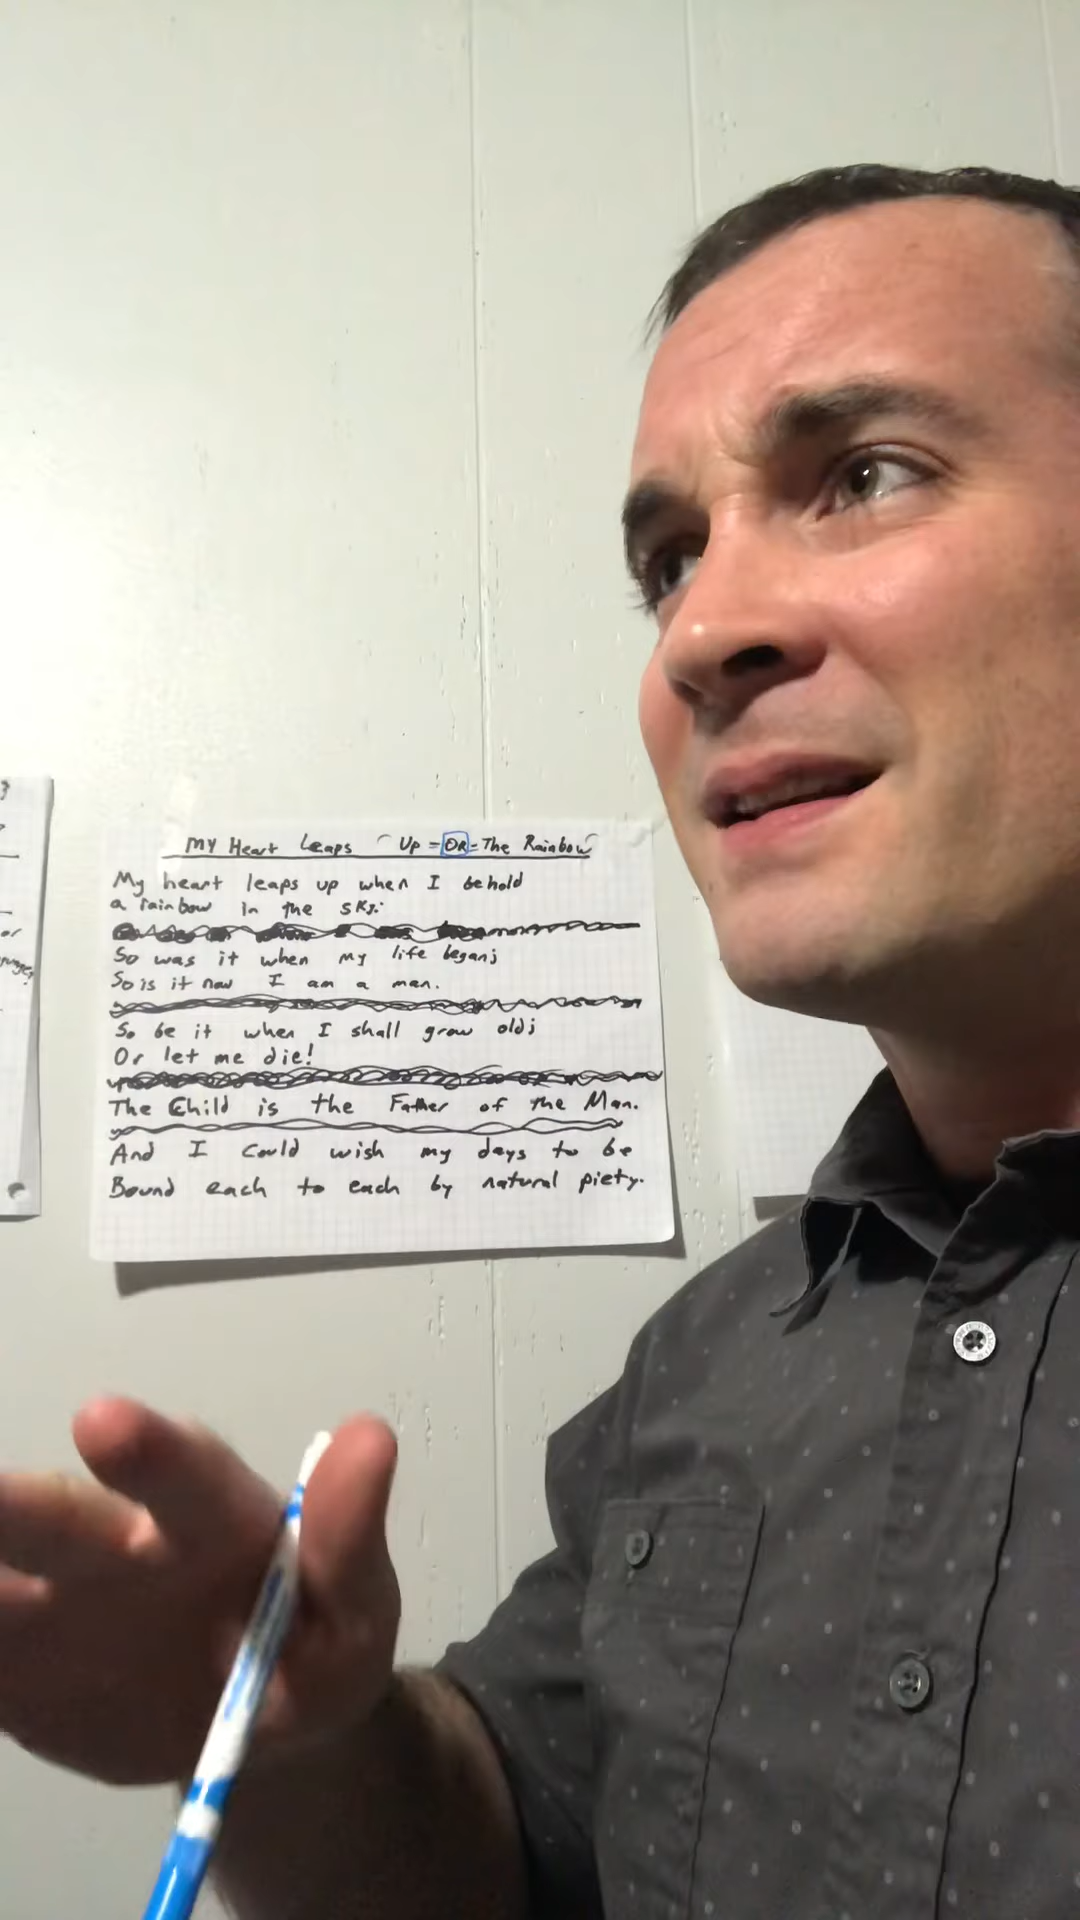 My Heart Leaps Up = OR = The Rainbow
My heart leaps up when I behold
a rainbow in the sky:
So was it when my life began;
So is it now I am a man.
So be it when I shall grow old;
Or let me die!
The Child is the Father of the Man.
And I could wish my days to be
Bound each to each by natural piety.
or